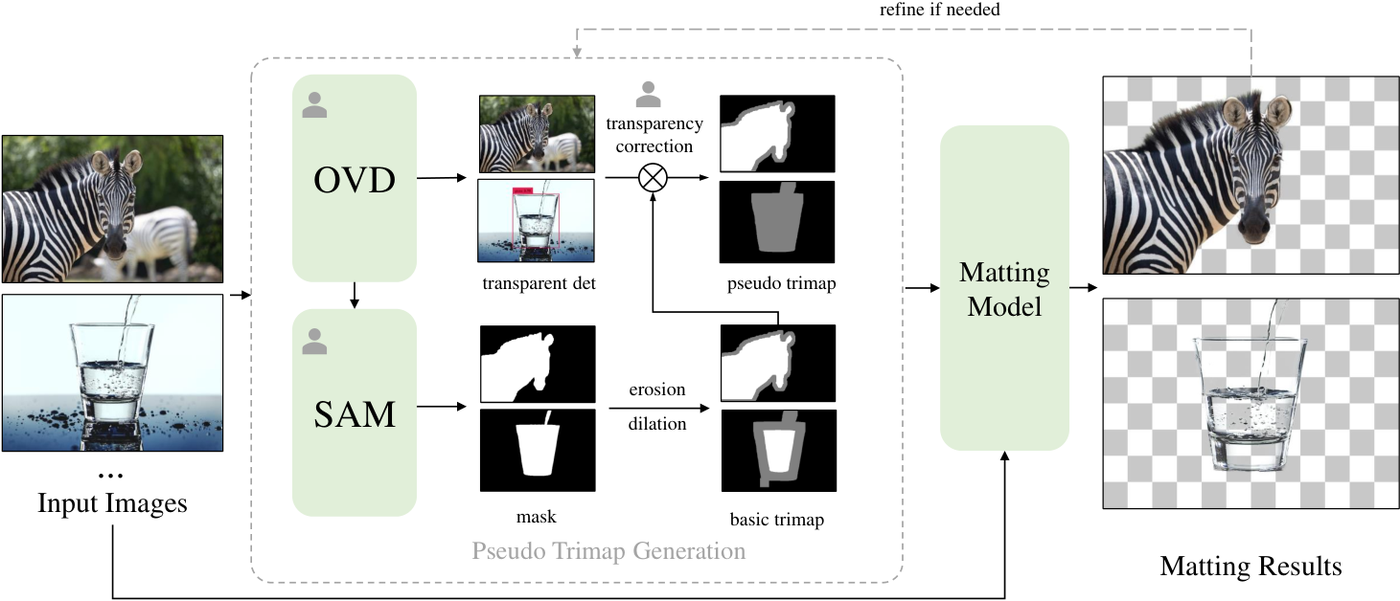 refine if needed
OVD
transparency
correction
transparent det
pseudo trimap
SAM
erosion
dilation
mask
basic trimap
Pseudo Trimap Generation
...
Input Images
Matting
Model
Matting Results